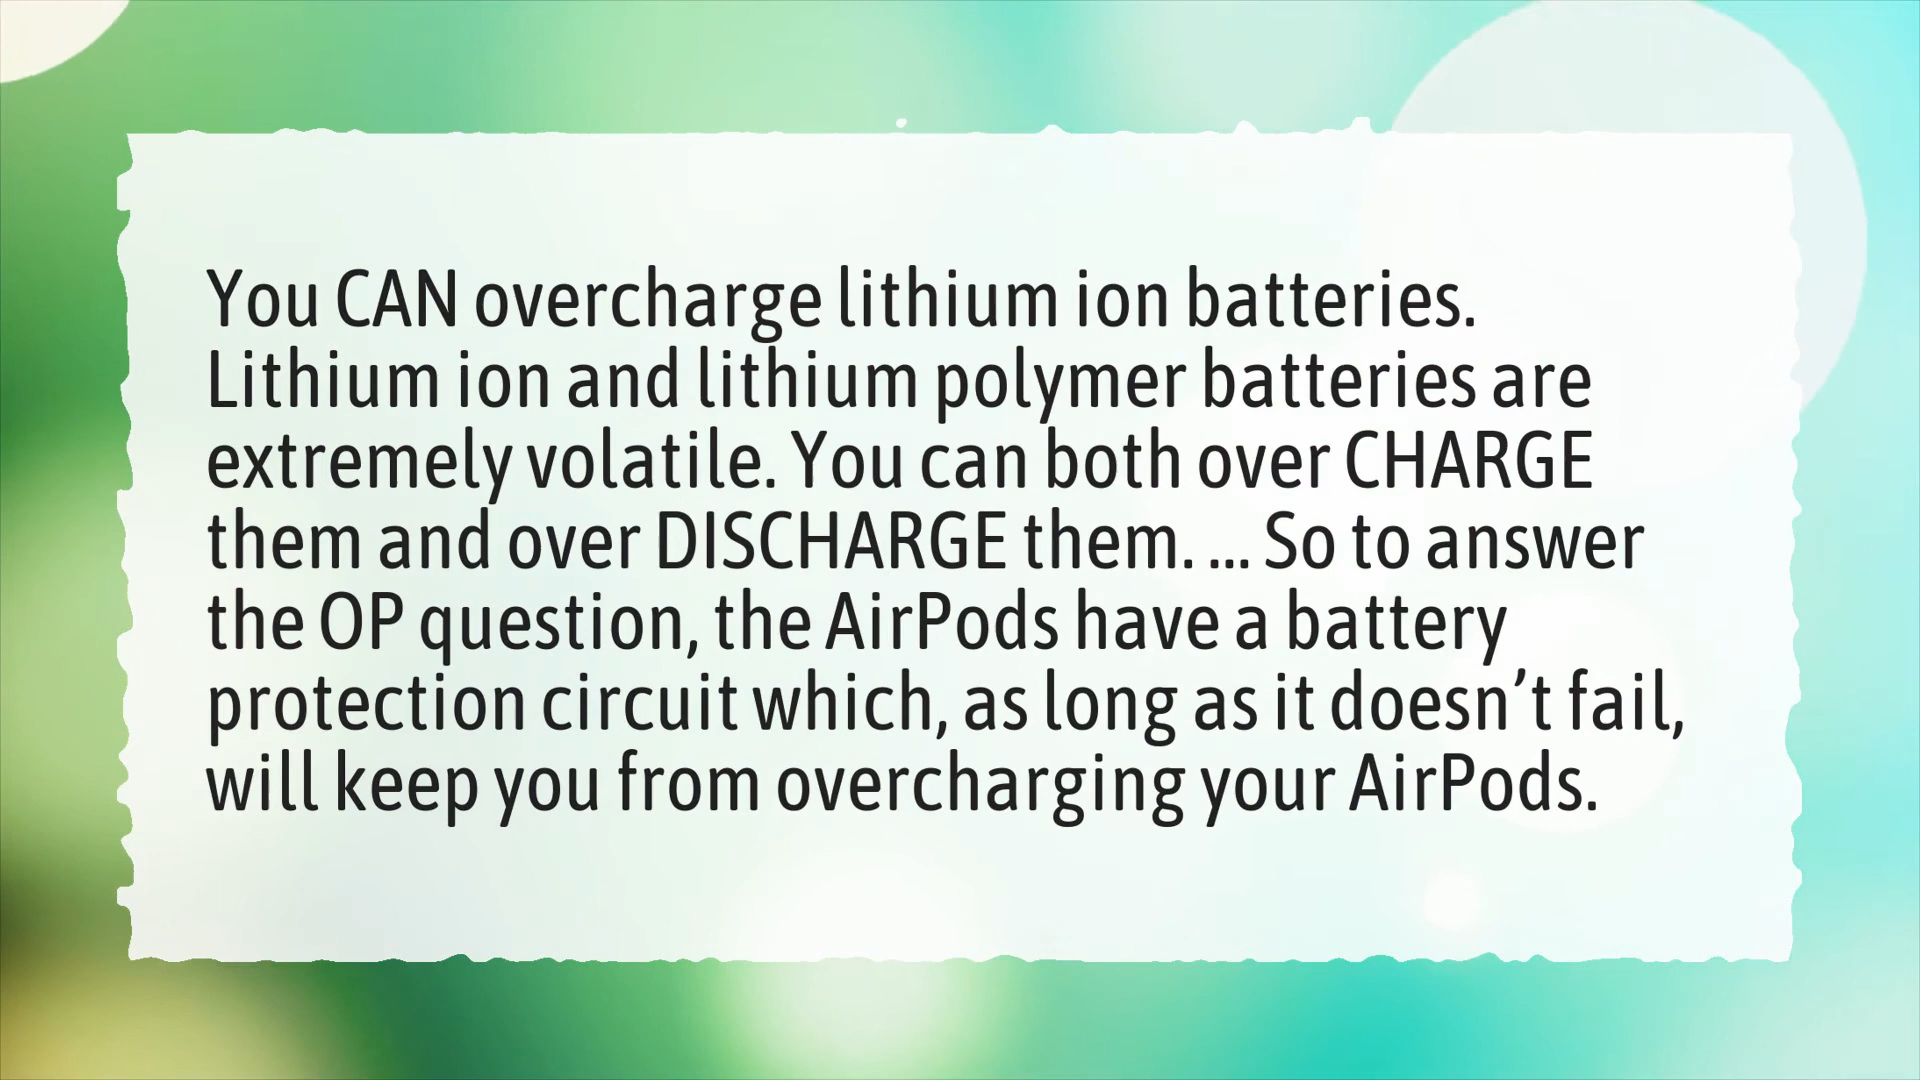 You CAN overcharge lithium ion batteries.
Lithium ion and lithium polymer batteries are
extremely volatile. You can both over CHARGE
them and over DISCHARGE them. ... So to answer
the OP question, the AirPods have a battery
protection circuit which, as long as it doesn’t fail,
will keep you from overcharging your AirPods.